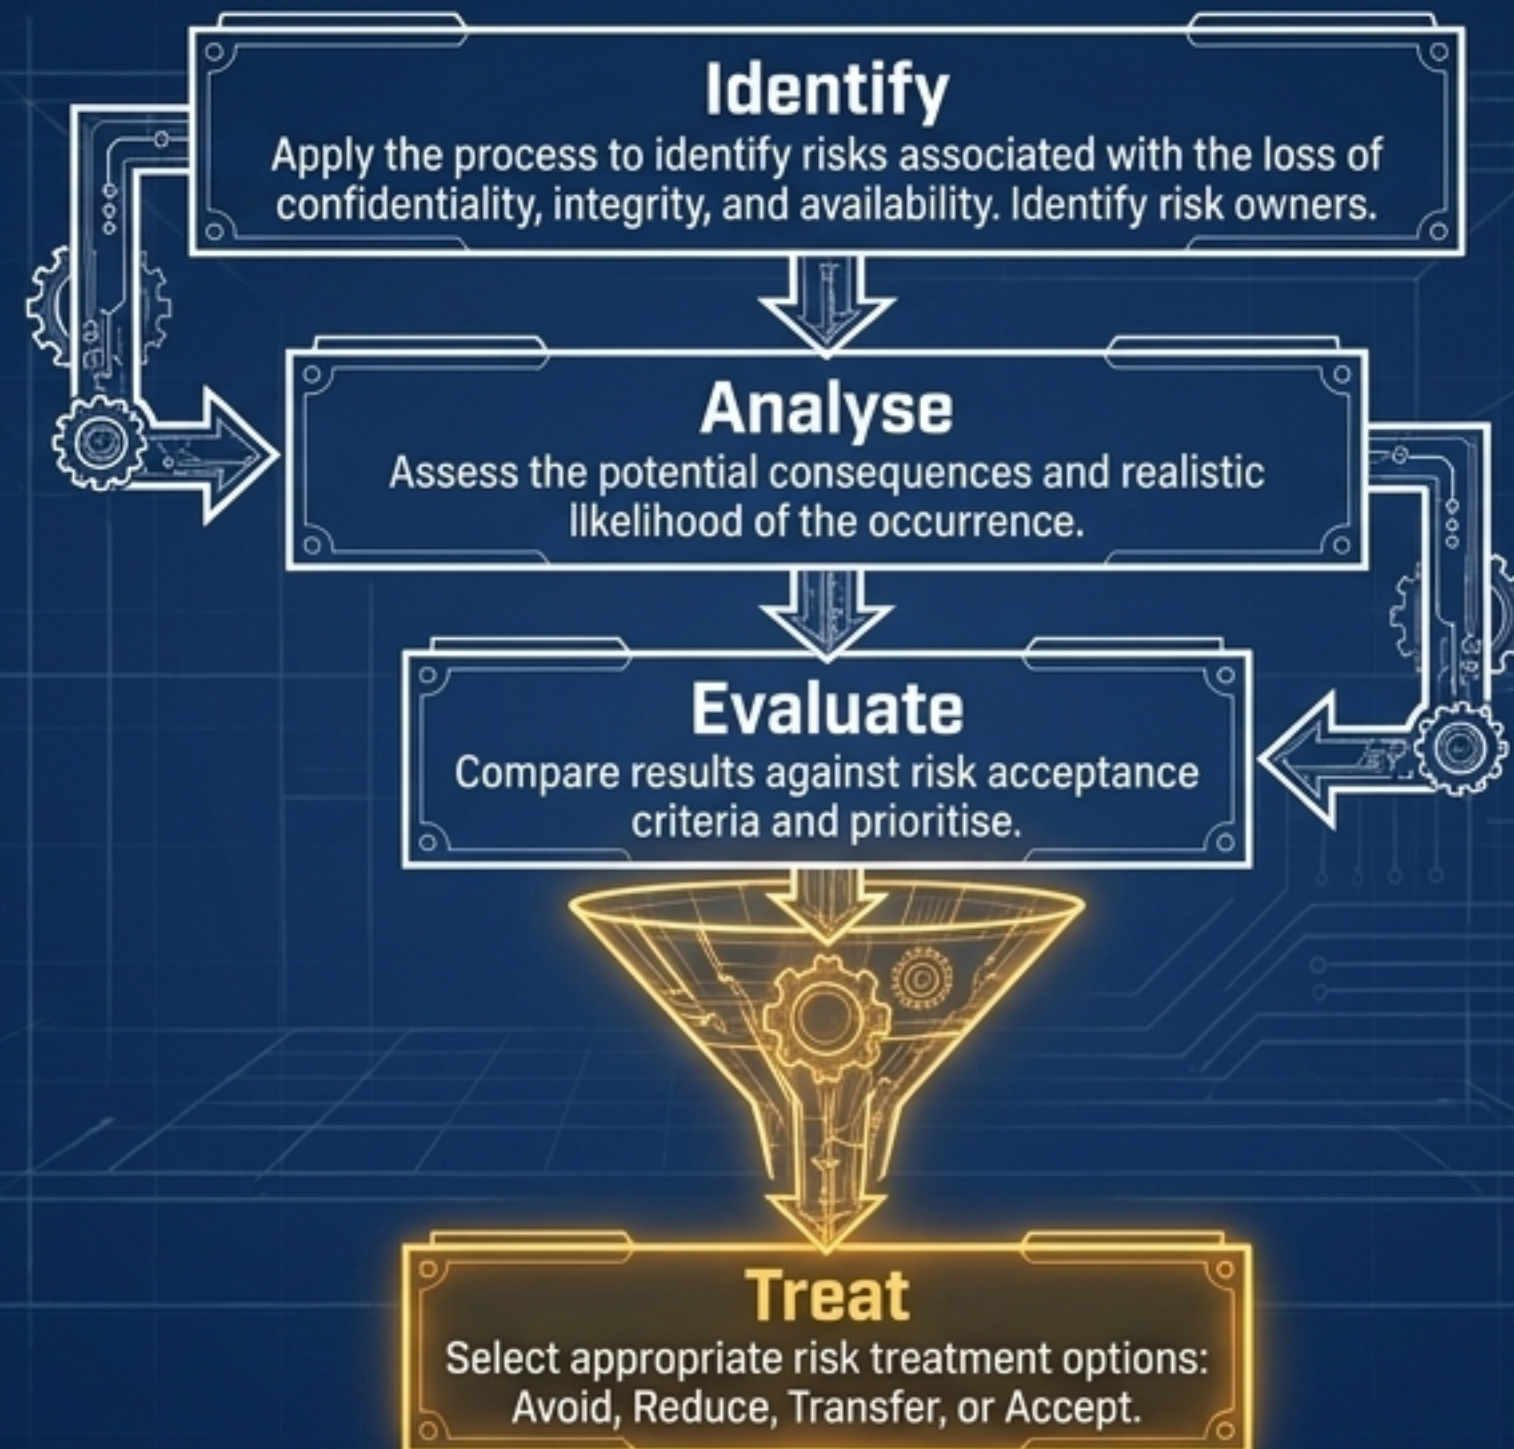 Identify
Apply the process to identify risks associated with the loss of
confidentiality, integrity, and availability. Identify risk owners.
Analyse
Assess the potential consequences and realistic
lIkelihood of the occurrence.
Evaluate
Compare results against risk acceptance
criteria and prioritise.
Treat
Select appropriate risk treatment options:
Avoid, Reduce, Transfer, or Accept.